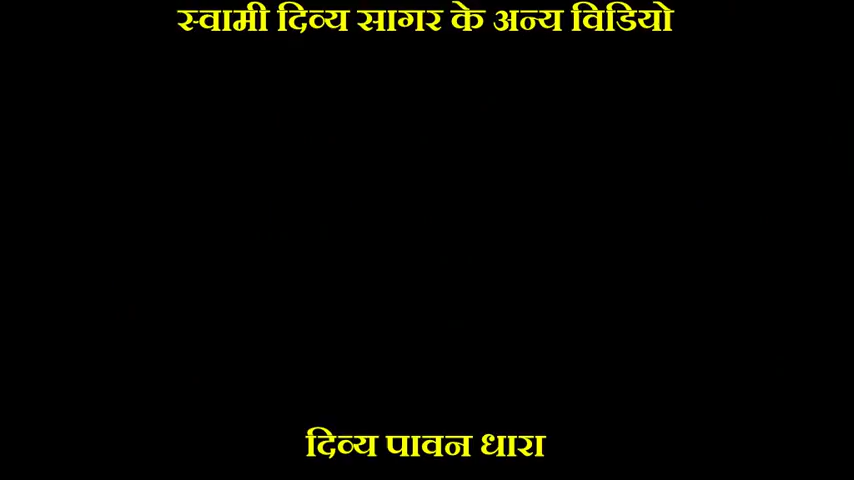 स्वामी दिव्य सागर के अन्य विडियो
दिव्य पावन धारा